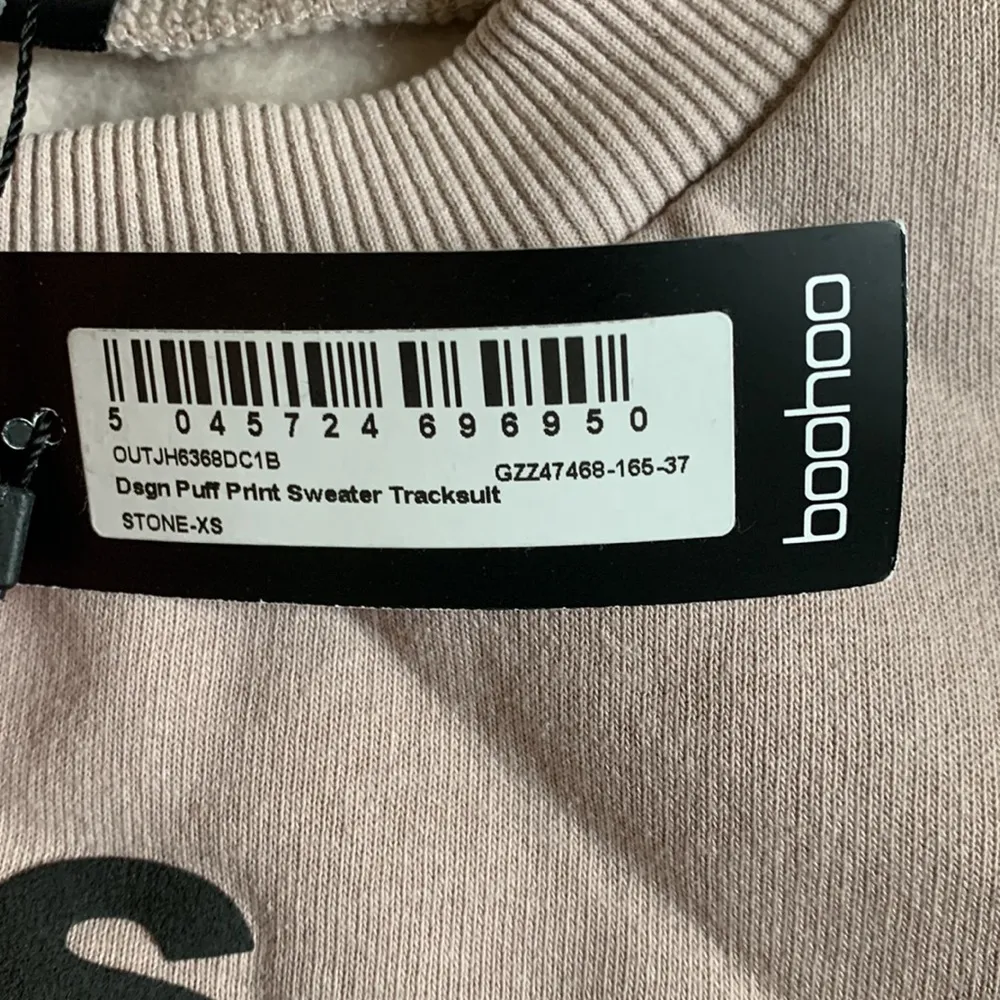 5 045724 696950
OUTJH6368DC1B
GZZ47468-165-37
Dsgn Puff Print Sweater Tracksuit
STONE-XS
boohoo
S